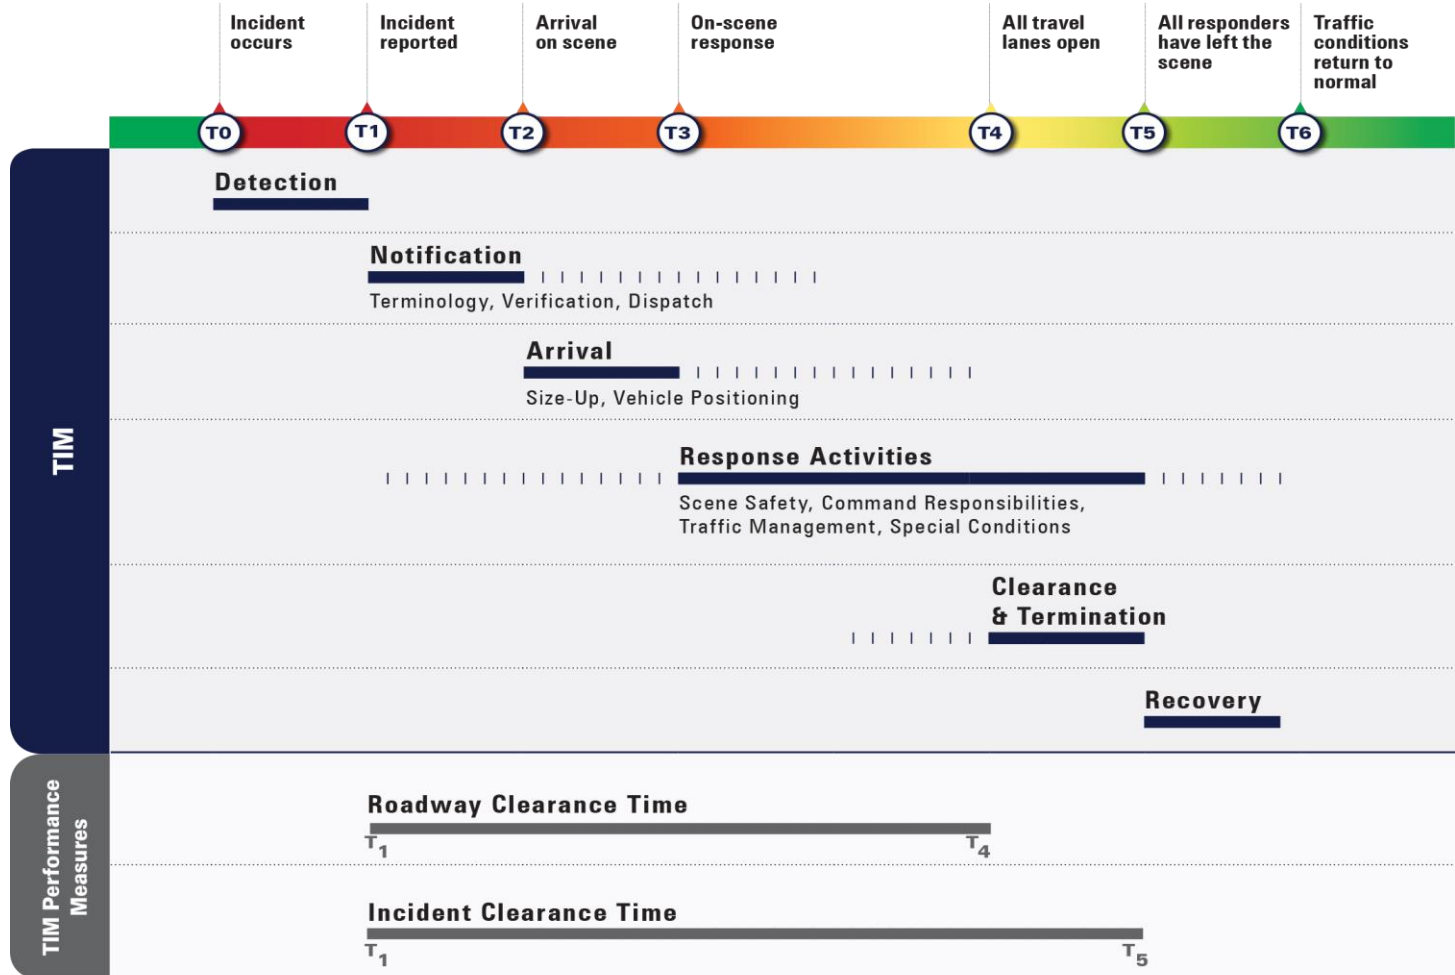 Incident
occurs
Incident
reported
Arrival
on scene
On-scene
response
All travel
lanes open
All responders
have left the
scene
Traffic
conditions
return to
normal
T0
T1
T2
T3
T4
T5
T6
TIM
Detection
Notification
Terminology, Verification, Dispatch
Arrival
Size-Up, Vehicle Positioning
Response Activities
Scene Safety, Command Responsibilities,
Traffic Management, Special Conditions
Clearance
& Termination
Recovery
TIM Performance
Measures
Roadway Clearance Time
T1 T4
Incident Clearance Time
T1 T5